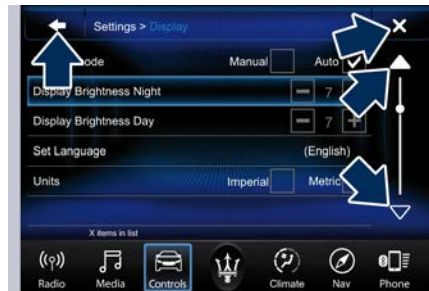 Settings > Display
ode Manual Auto
Display Brightness Night 7
Display Brightness Day 7 +
Set Language (English)
Units Imperial Metric
X items in list
Radio Media Controls Climate Nav Phone